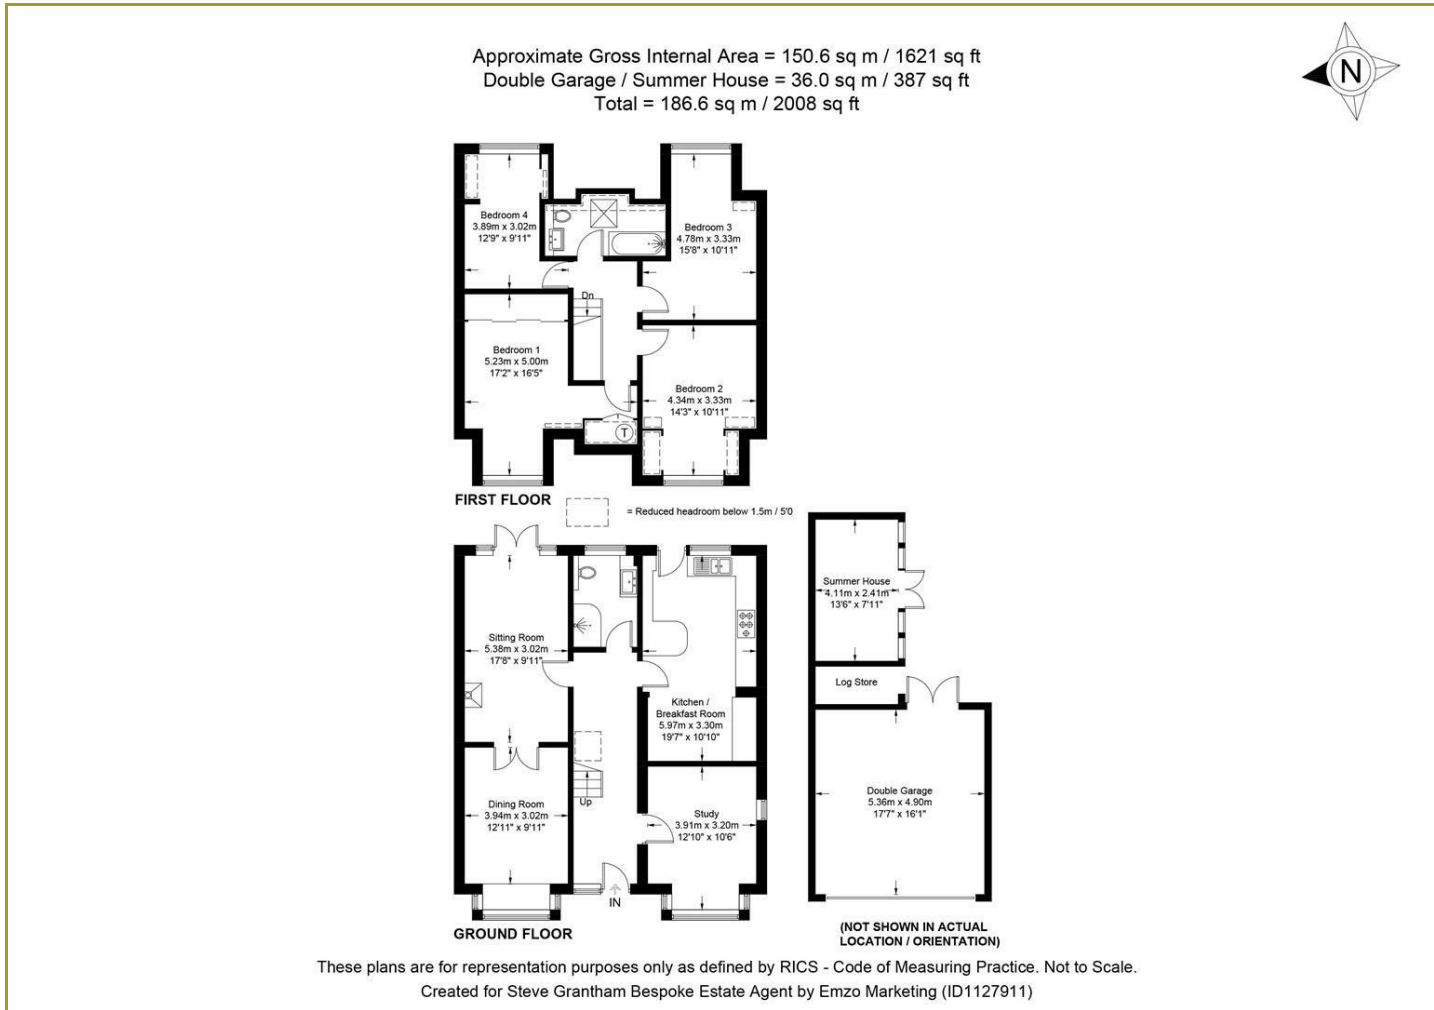 Approximate Gross Internal Area = 150.6 sq m / 1621 sq ft
Double Garage / Summer House = 36.0 sq m / 387 sq ft
Total = 186.6 sq m / 2008 sq ft
N
Bedroom 4
3.89m x 3.02m
12'9" x 9'11"
Bedroom 3
4.78m x 3.33m
15'8" x 10'11"
Dn
Bedroom 1
5.23m x 5.00m
17'2" x 16'5"
Bedroom 2
4.34m x 3.33m
14'3" x 10'11"
T
FIRST FLOOR
= Reduced headroom below 1.5m / 5'0
Sitting Room
5.38m x 3.02m
17'8" x 9'11"
Kitchen /
Breakfast Room
5.97m x 3.30m
19'7" x 10'10"
Up
Dining Room
3.94m x 3.02m
12'11" x 9'11"
Study
3.91m x 3.20m
12'10" x 10'6"
IN
GROUND FLOOR
Summer House
4.11m x 2.41m
13'6" x 7'11"
Log Store
Double Garage
5.36m x 4.90m
17'7" x 16'1"
(NOT SHOWN IN ACTUAL
LOCATION / ORIENTATION)
These plans are for representation purposes only as defined by RICS - Code of Measuring Practice. Not to Scale.
Created for Steve Grantham Bespoke Estate Agent by Emzo Marketing (ID1127911)